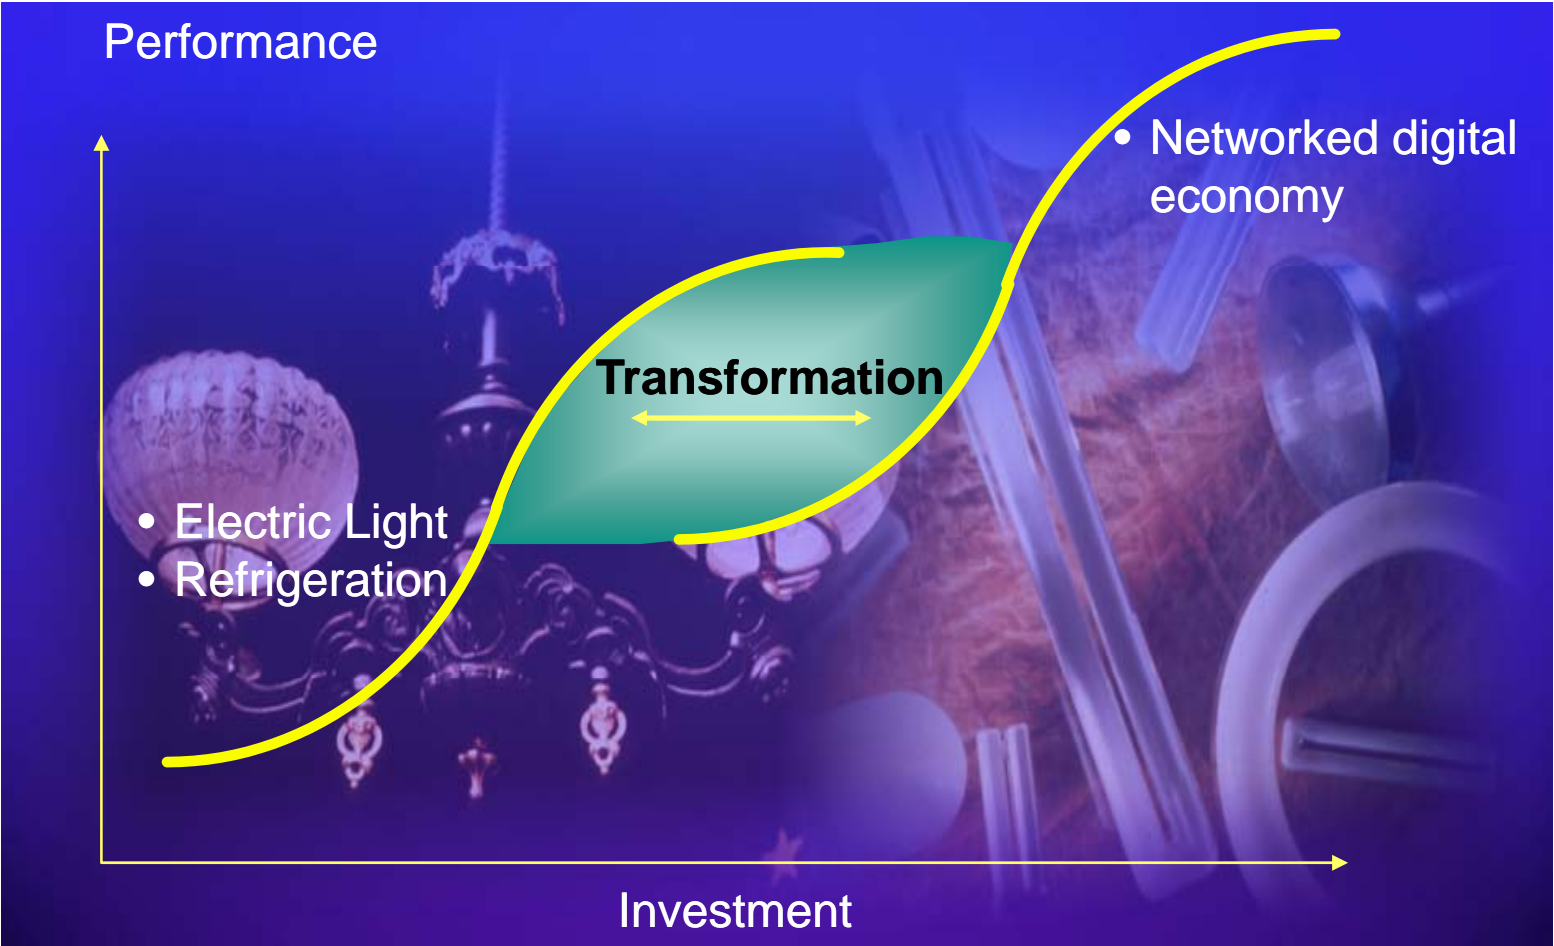 Performance
• Networked digital
economy
Transformation
• Electric Light
• Refrigeration
Investment